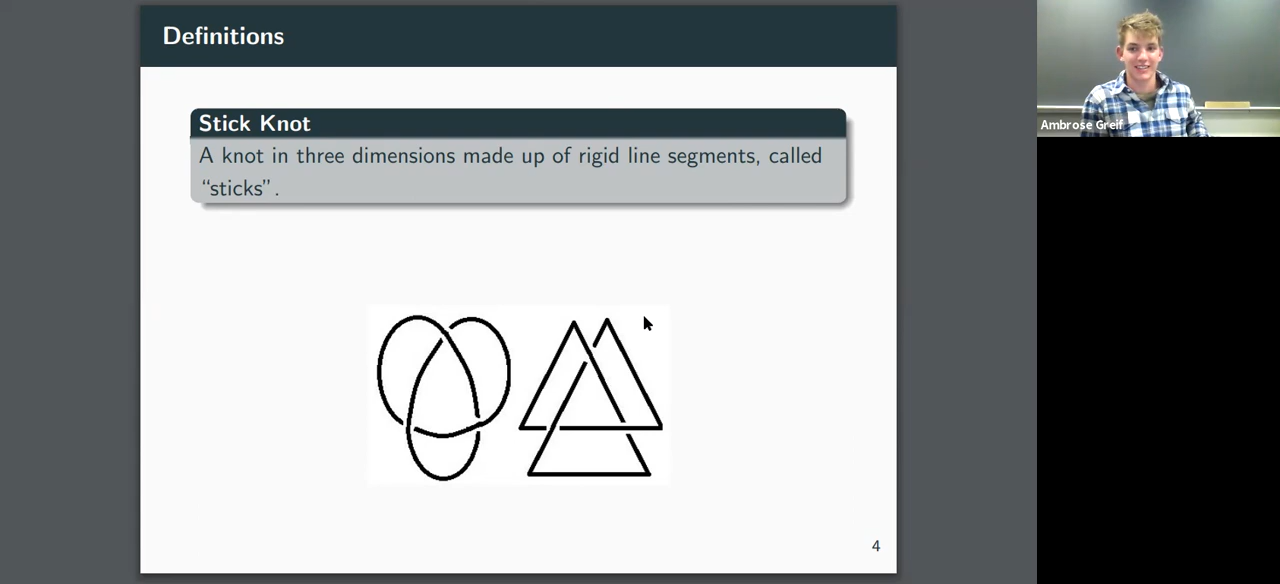 Definitions
Stick Knot
A knot in three dimensions made up of rigid line segments, called
“sticks”.
4
Ambrose Greif